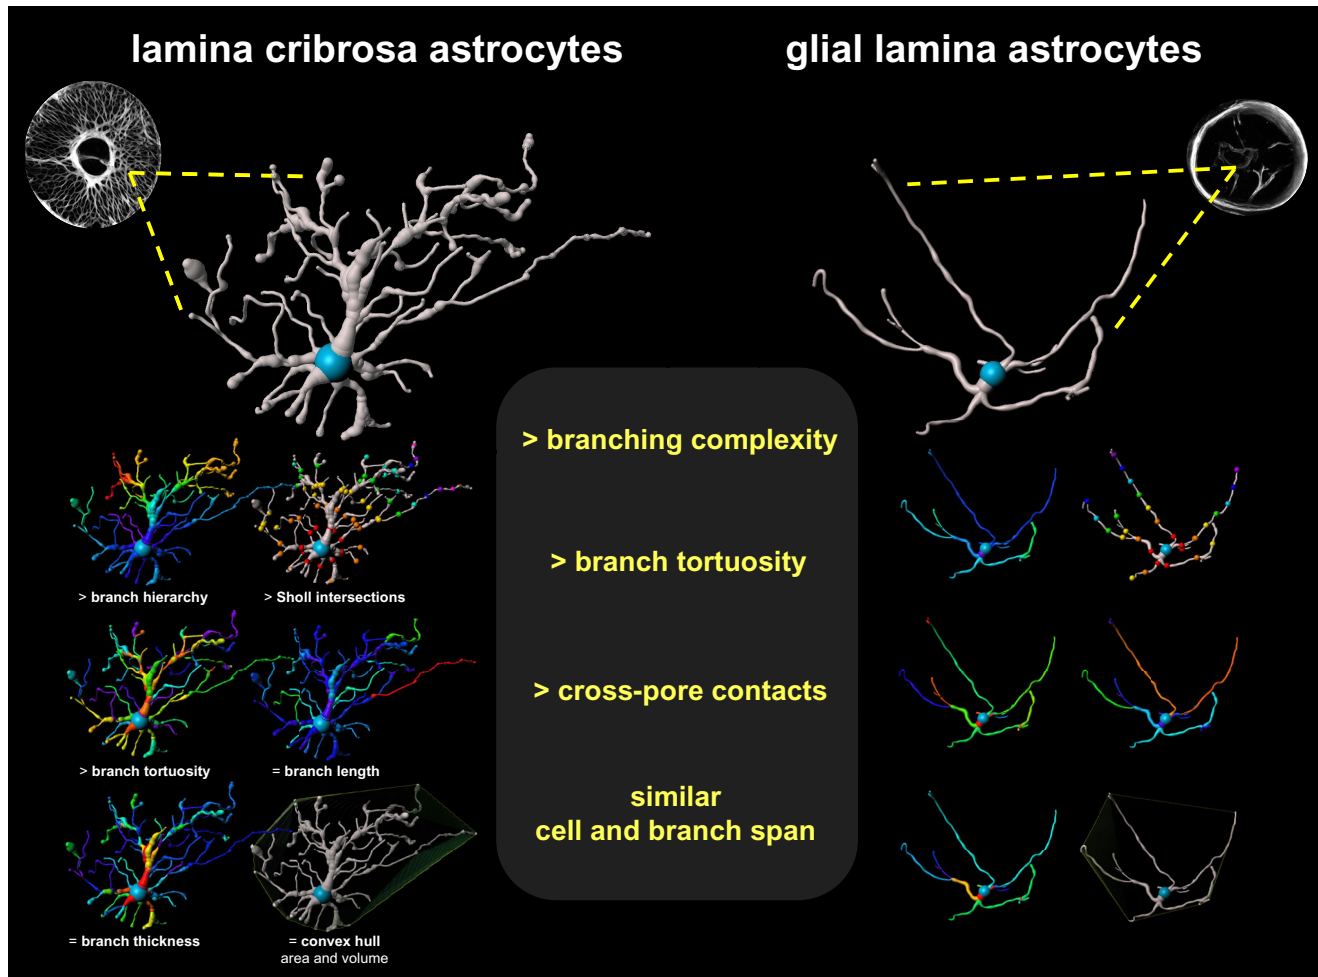 lamina cribrosa astrocytes
glial lamina astrocytes
> branching complexity
> branch tortuosity
> cross-pore contacts
similar
cell and branch span
> branch hierarchy
> Sholl intersections
> branch tortuosity
= branch length
= branch thickness
= convex hull
area and volume